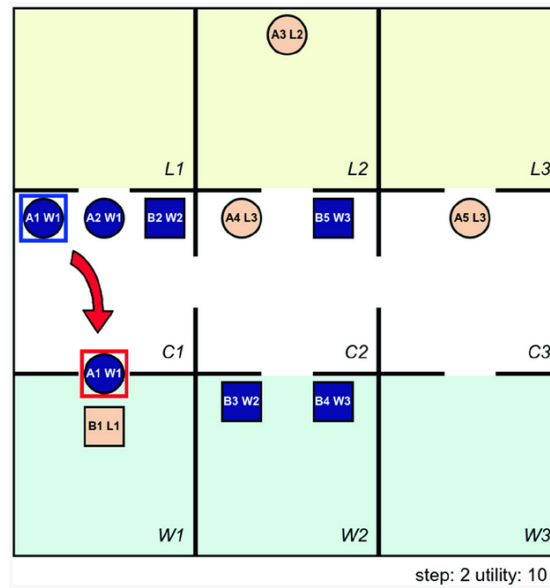 A3 L2
L1 L2 L3
A1 W1 A2 W1 B2 W2 A4 L3 B5 W3 A5 L3
C1 C2 C3
A1 W1
B3 W2 B4 W3
B1 L1
W1 W2 W3
step: 2 utility: 10